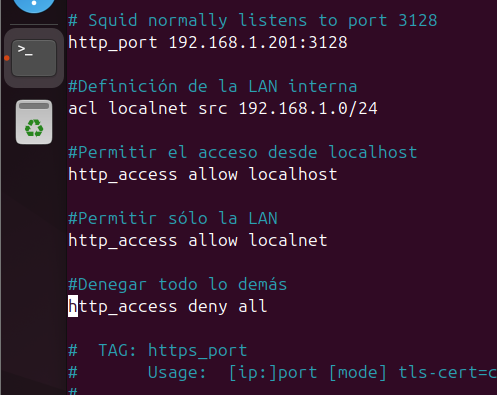 >_
# Squid normally listens to port 3128
http_port 192.168.1.201:3128
#Definición de la LAN interna
acl localnet src 192.168.1.0/24
#Permitir el acceso desde localhost
http_access allow localhost
#Permitir sólo la LAN
http_access allow localnet
#Denegar todo lo demás
http_access deny all
#  TAG: https_port
#       Usage:  [ip:]port [mode] tls-cert=c
#